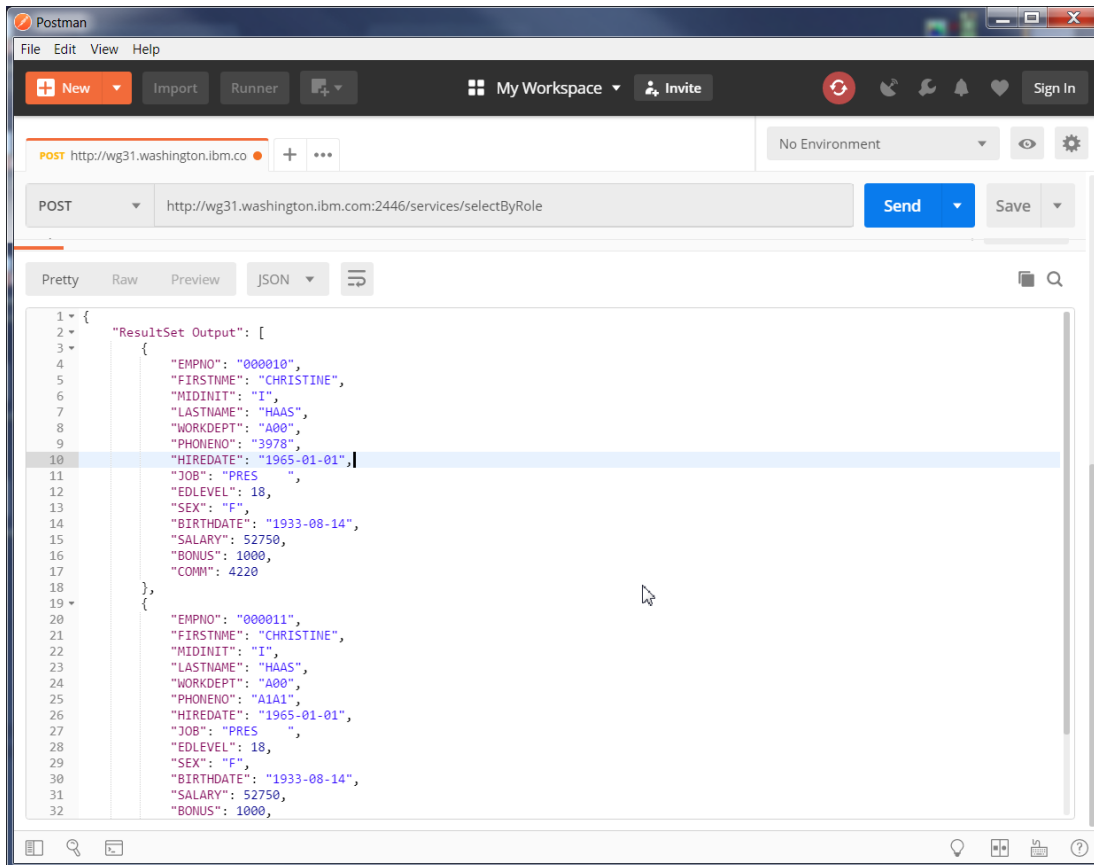 Postman
File Edit View Help
New Import Runner My Workspace Invite Sign In
POST http://wg31.washington.ibm.co No Environment
POST http://wg31.washington.ibm.com:2446/services/selectByRole Send Save
Pretty Raw Preview JSON
1 {
2 "ResultSet Output": [
3 {
4 "EMPNO": "000010",
5 "FIRSTNME": "CHRISTINE",
6 "MIDINIT": "I",
7 "LASTNAME": "HAAS",
8 "WORKDEPT": "A00",
9 "PHONENO": "3978",
10 "HIREDATE": "1965-01-01",
11 "JOB": "PRES    ",
12 "EDLEVEL": 18,
13 "SEX": "F",
14 "BIRTHDATE": "1933-08-14",
15 "SALARY": 52750,
16 "BONUS": 1000,
17 "COMM": 4220
18 },
19 {
20 "EMPNO": "000011",
21 "FIRSTNME": "CHRISTINE",
22 "MIDINIT": "I",
23 "LASTNAME": "HAAS",
24 "WORKDEPT": "A00",
25 "PHONENO": "A1A1",
26 "HIREDATE": "1965-01-01",
27 "JOB": "PRES    ",
28 "EDLEVEL": 18,
29 "SEX": "F",
30 "BIRTHDATE": "1933-08-14",
31 "SALARY": 52750,
32 "BONUS": 1000,